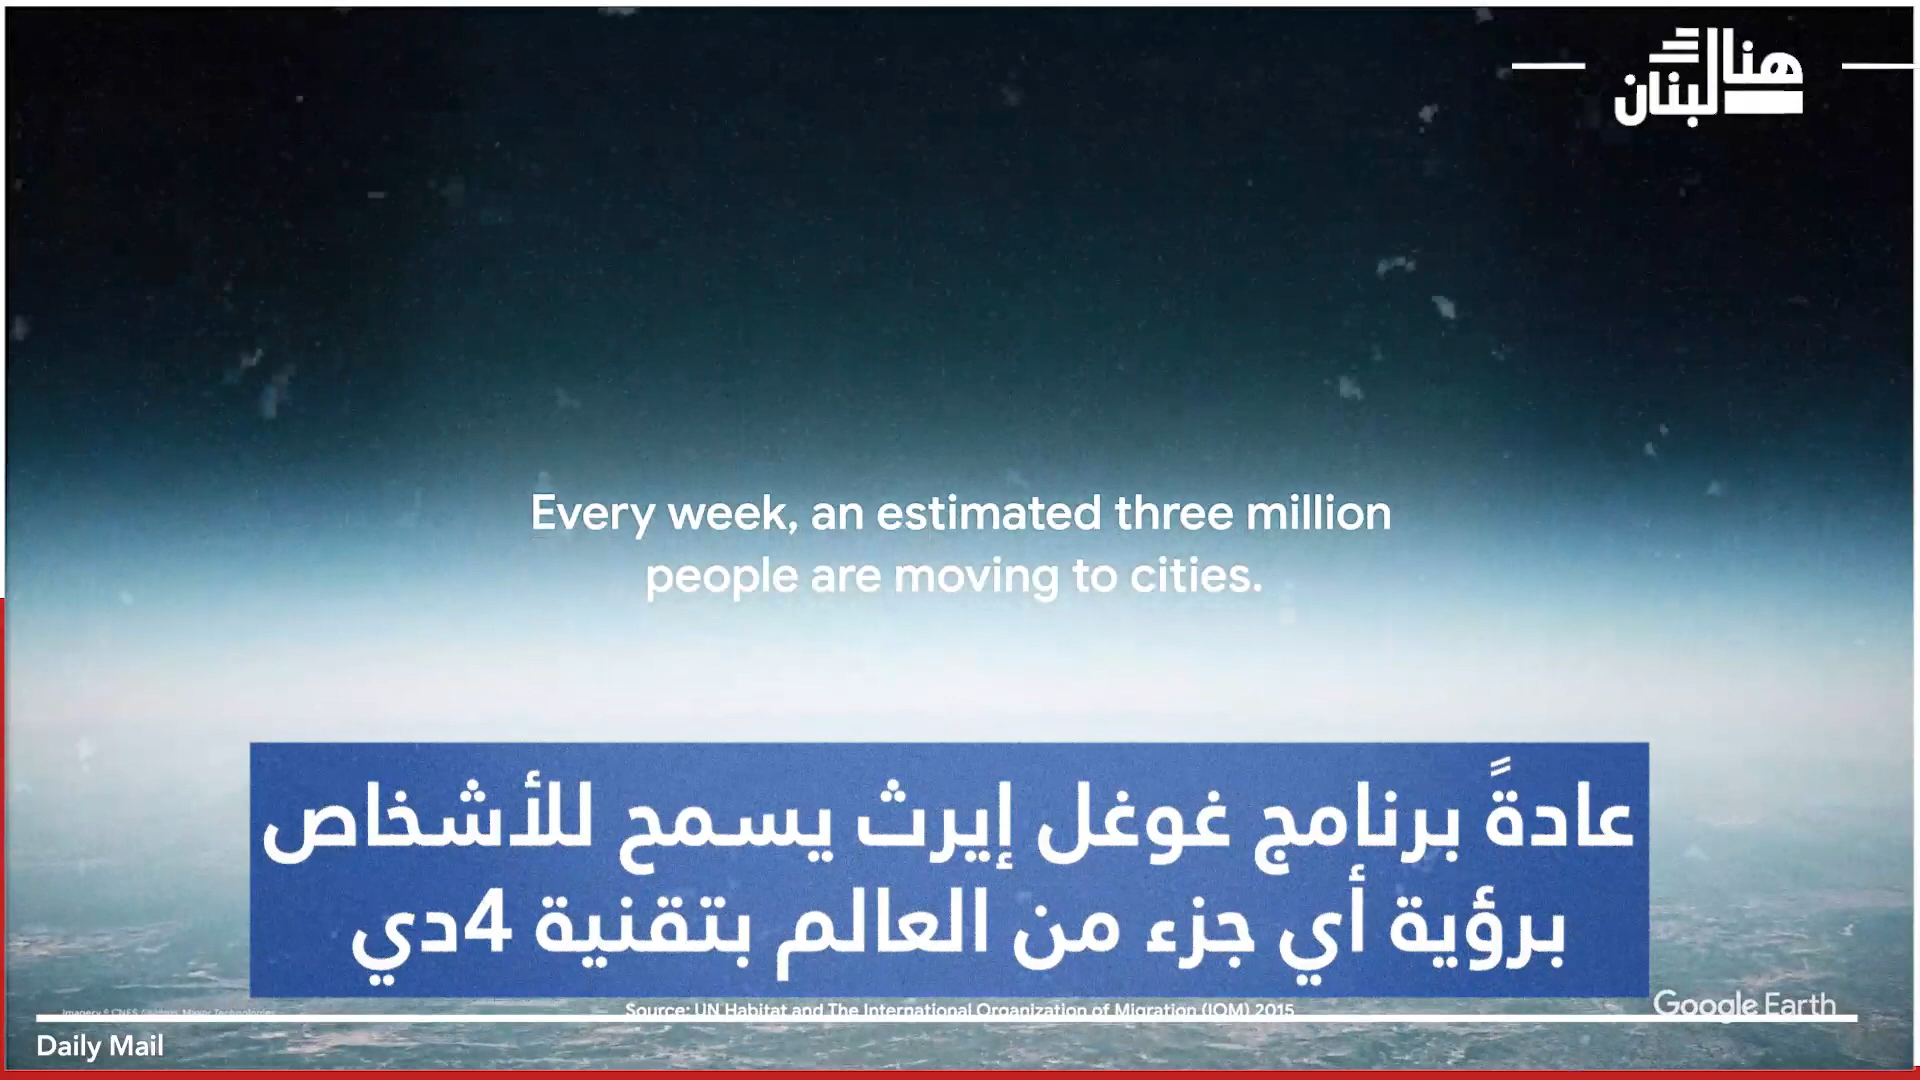 هنا لبنان
Every week, an estimated three million
people are moving to cities.
عادةً برنامج غوغل إيرث يسمح للأشخاص
برؤية أي جزء من العالم بتقنية 4دي
Source: UN Habitat and The International Organization of Migration (IOM) 2015
Google Earth
Daily Mail